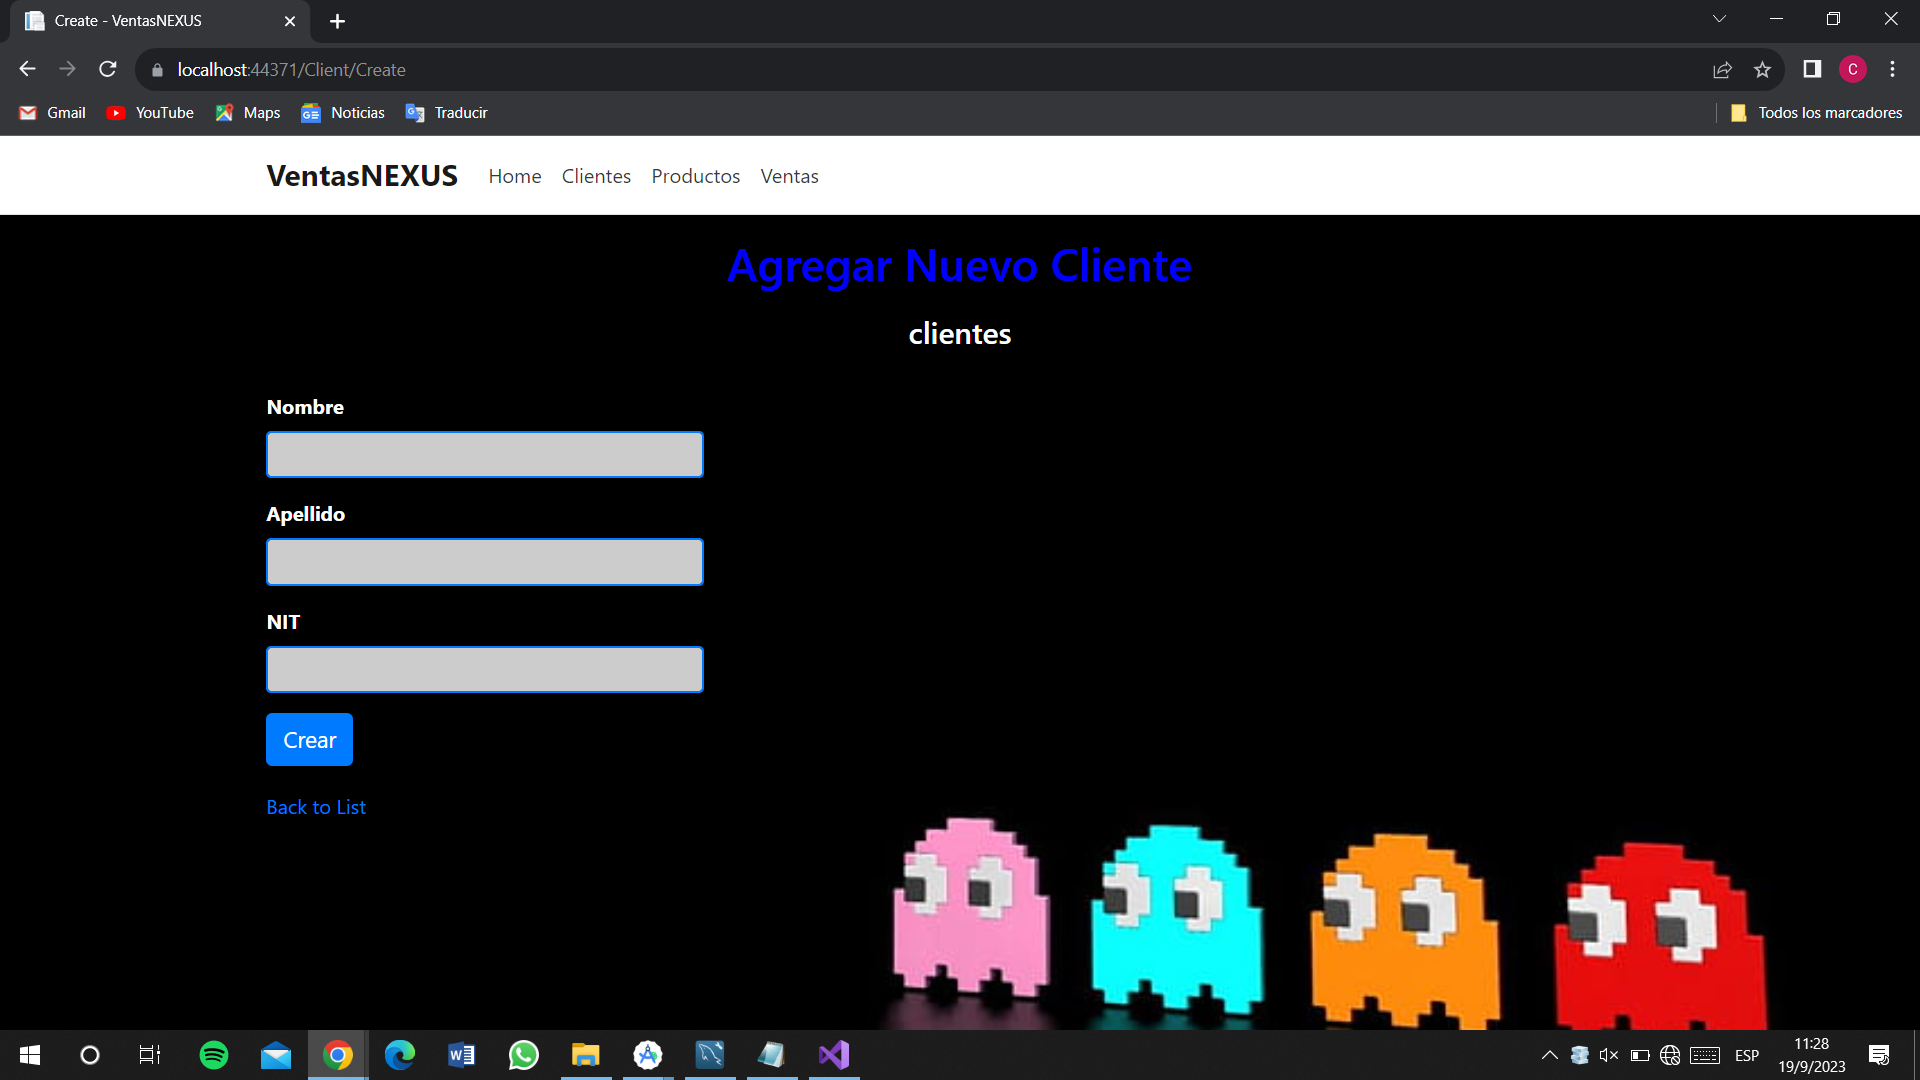 Create - VentasNEXUS
localhost:44371/Client/Create
C
Gmail
YouTube
Maps
Noticias
Traducir
Todos los marcadores
VentasNEXUS
Home
Clientes
Productos
Ventas
Agregar Nuevo Cliente
clientes
Nombre
Apellido
NIT
Crear
Back to List
ESP
11:28
19/9/2023